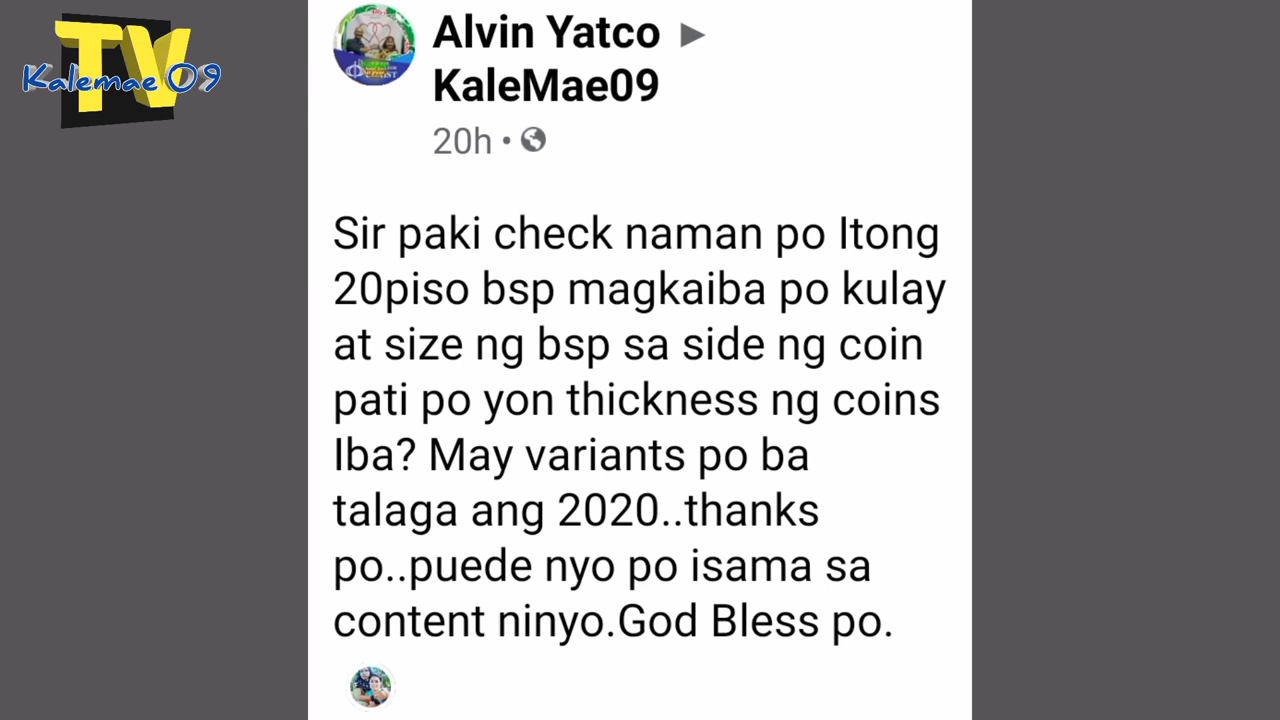 TV
Kalemae 09
Alvin Yatco ▶
KaleMae09
20h •
Sir paki check naman po Itong
20piso bsp magkaiba po kulay
at size ng bsp sa side ng coin
pati po yon thickness ng coins
Iba? May variants po ba
talaga ang 2020..thanks
po..puede nyo po isama sa
content ninyo.God Bless po.